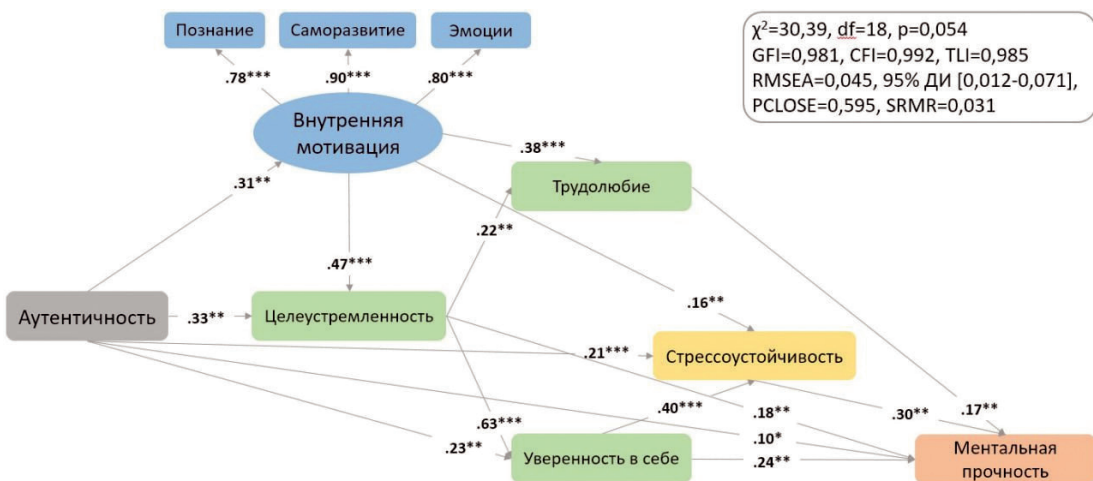 Познание
Саморазвитие
Эмоции
χ²=30,39, df=18, p=0,054
GFI=0,981, CFI=0,992, TLI=0,985
RMSEA=0,045, 95% ДИ [0,012-0,071],
PCLOSE=0,595, SRMR=0,031
.78***
.90***
.80***
Внутренняя
мотивация
.38***
.31**
Трудолюбие
.22**
.47***
Аутентичность
.33**
Целеустремленность
.16**
.21***
Стрессоустойчивость
.63***
.40***
.18**
.30**
.17**
.23**
.10*
Уверенность в себе
.24**
Ментальная
прочность